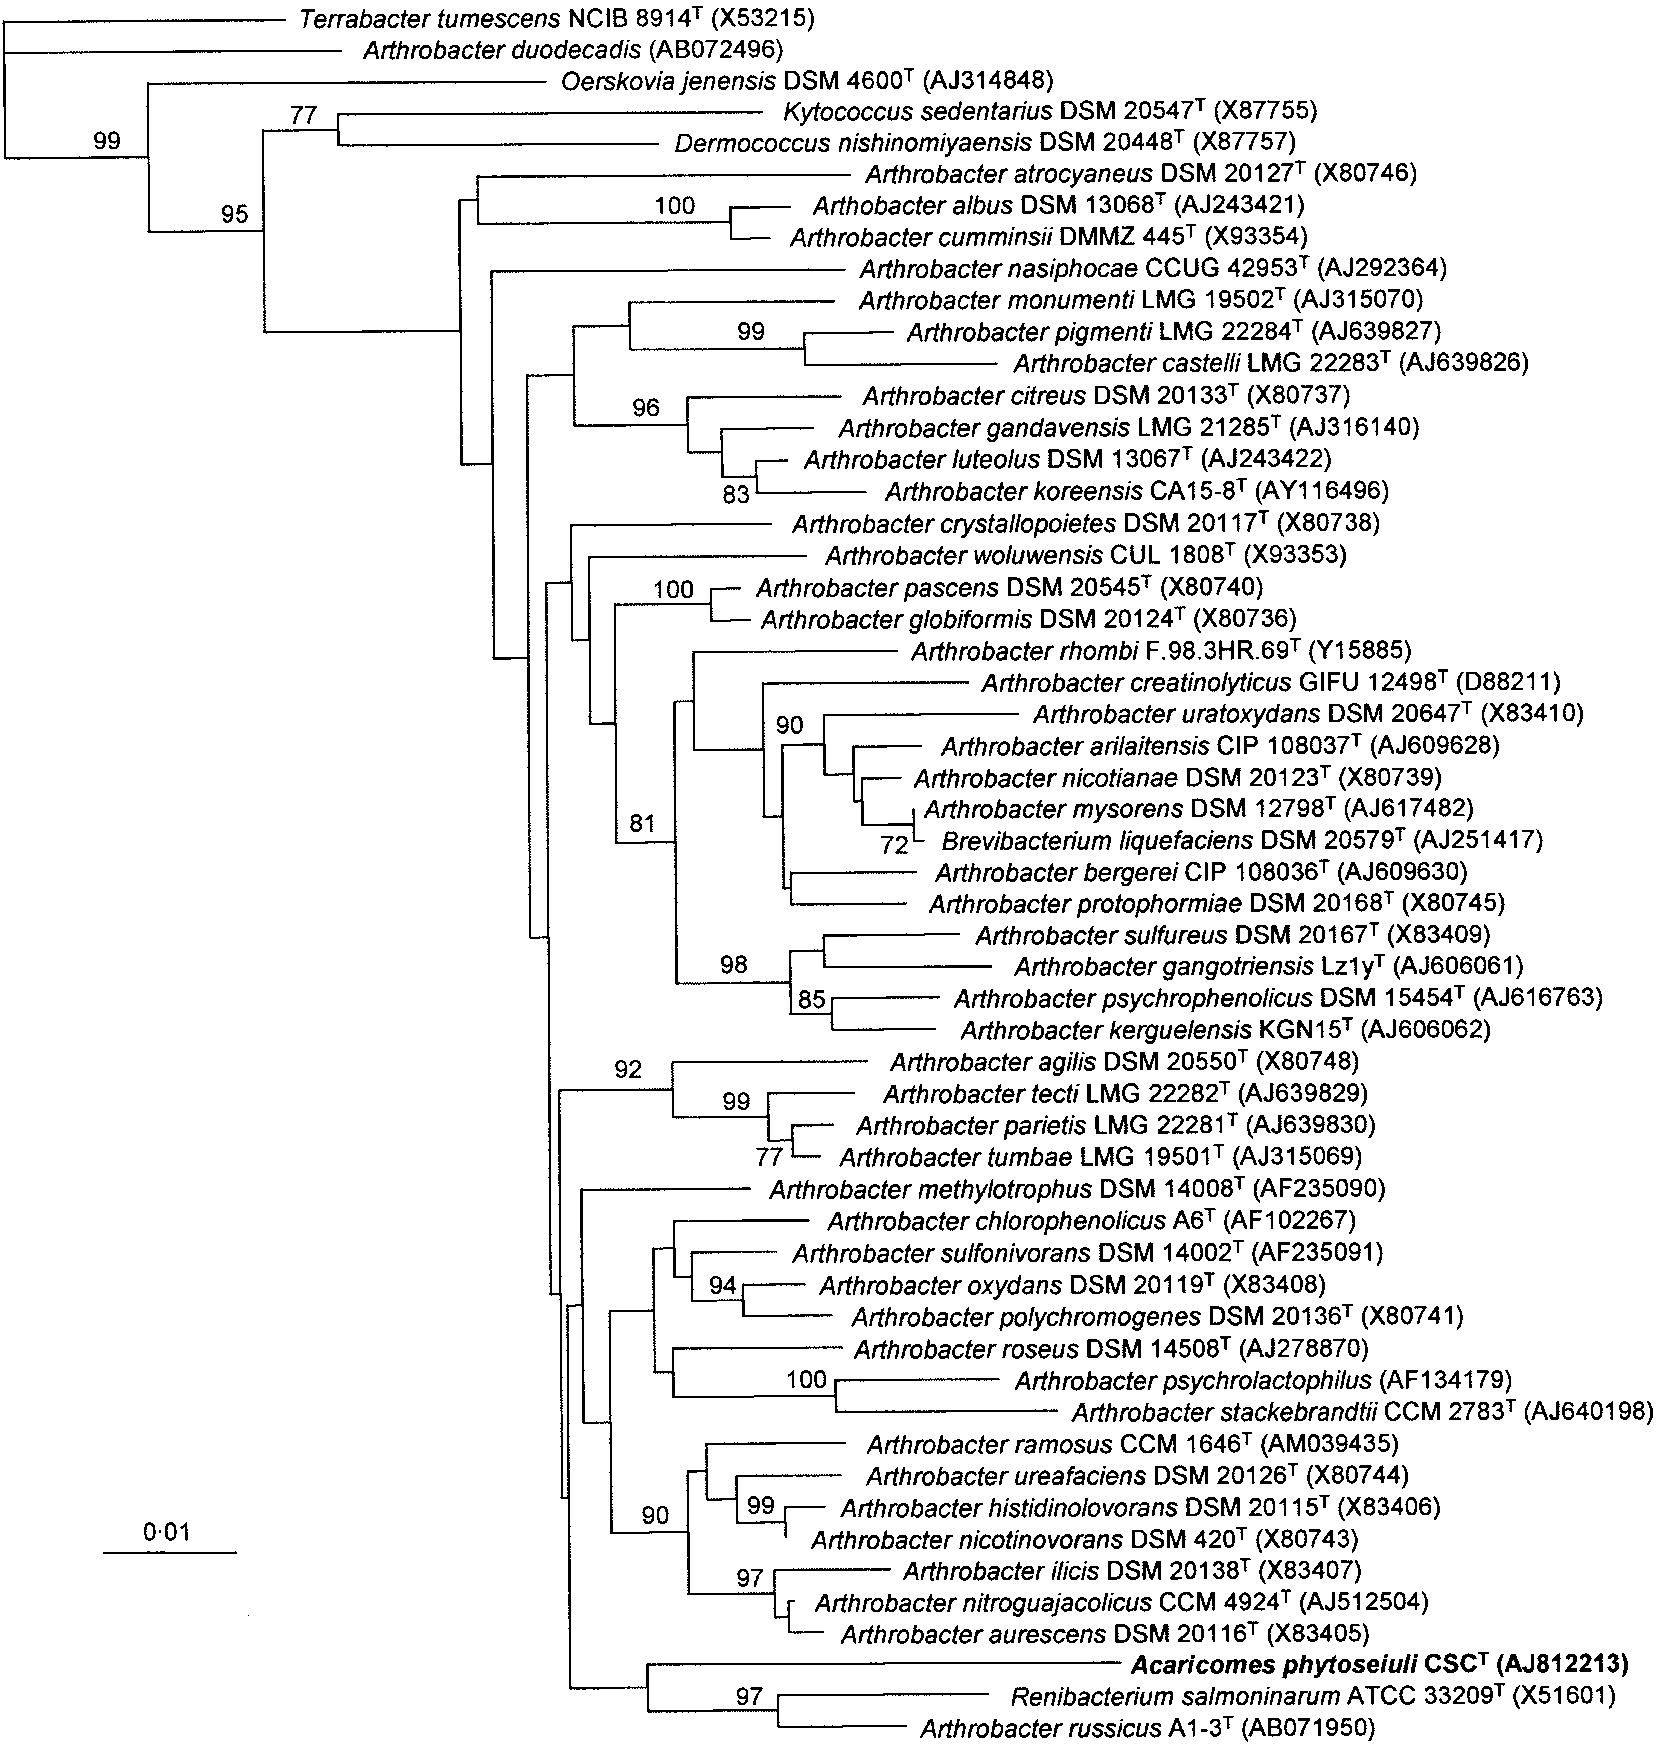 Terrabacter tumescens NCIB 8914T (X53215)
Arthrobacter duodecadis (AB072496)
Oerskovia jenensis DSM 4600T (AJ314848)
77 Kytococcus sedentarius DSM 20547T (X87755)
99 Dermococcus nishinomiyaensis DSM 20448T (X87757)
Arthrobacter atrocyaneus DSM 20127T (X80746)
95 100 Arthobacter albus DSM 13068T (AJ243421)
Arthrobacter cumminsii DMMZ 445T (X93354)
Arthrobacter nasiphocae CCUG 42953T (AJ292364)
Arthrobacter monumenti LMG 19502T (AJ315070)
99 Arthrobacter pigmenti LMG 22284T (AJ639827)
Arthrobacter castelli LMG 22283T (AJ639826)
96 Arthrobacter citreus DSM 20133T (X80737)
Arthrobacter gandavensis LMG 21285T (AJ316140)
Arthrobacter luteolus DSM 13067T (AJ243422)
83 Arthrobacter koreensis CA15-8T (AY116496)
Arthrobacter crystallopoietes DSM 20117T (X80738)
Arthrobacter woluwensis CUL 1808T (X93353)
100 Arthrobacter pascens DSM 20545T (X80740)
Arthrobacter globiformis DSM 20124T (X80736)
Arthrobacter rhombi F.98.3HR.69T (Y15885)
Arthrobacter creatinolyticus GIFU 12498T (D88211)
90 Arthrobacter uratoxydans DSM 20647T (X83410)
Arthrobacter arilaitensis CIP 108037T (AJ609628)
Arthrobacter nicotianae DSM 20123T (X80739)
81 Arthrobacter mysorens DSM 12798T (AJ617482)
72 Brevibacterium liquefaciens DSM 20579T (AJ251417)
Arthrobacter bergerei CIP 108036T (AJ609630)
Arthrobacter protophormiae DSM 20168T (X80745)
Arthrobacter sulfureus DSM 20167T (X83409)
98 Arthrobacter gangotriensis Lz1yT (AJ606061)
85 Arthrobacter psychrophenolicus DSM 15454T (AJ616763)
Arthrobacter kerguelensis KGN15T (AJ606062)
92 Arthrobacter agilis DSM 20550T (X80748)
99 Arthrobacter tecti LMG 22282T (AJ639829)
Arthrobacter parietis LMG 22281T (AJ639830)
77 Arthrobacter tumbae LMG 19501T (AJ315069)
Arthrobacter methylotrophus DSM 14008T (AF235090)
Arthrobacter chlorophenolicus A6T (AF102267)
Arthrobacter sulfonivorans DSM 14002T (AF235091)
94 Arthrobacter oxydans DSM 20119T (X83408)
Arthrobacter polychromogenes DSM 20136T (X80741)
Arthrobacter roseus DSM 14508T (AJ278870)
100 Arthrobacter psychrolactophilus (AF134179)
Arthrobacter stackebrandtii CCM 2783T (AJ640198)
Arthrobacter ramosus CCM 1646T (AM039435)
Arthrobacter ureafaciens DSM 20126T (X80744)
90 99 Arthrobacter histidinolovorans DSM 20115T (X83406)
0·01 Arthrobacter nicotinovorans DSM 420T (X80743)
97 Arthrobacter ilicis DSM 20138T (X83407)
Arthrobacter nitroguajacolicus CCM 4924T (AJ512504)
Arthrobacter aurescens DSM 20116T (X83405)
Acaricomes phytoseiuli CSCT (AJ812213)
97 Renibacterium salmoninarum ATCC 33209T (X51601)
Arthrobacter russicus A1-3T (AB071950)